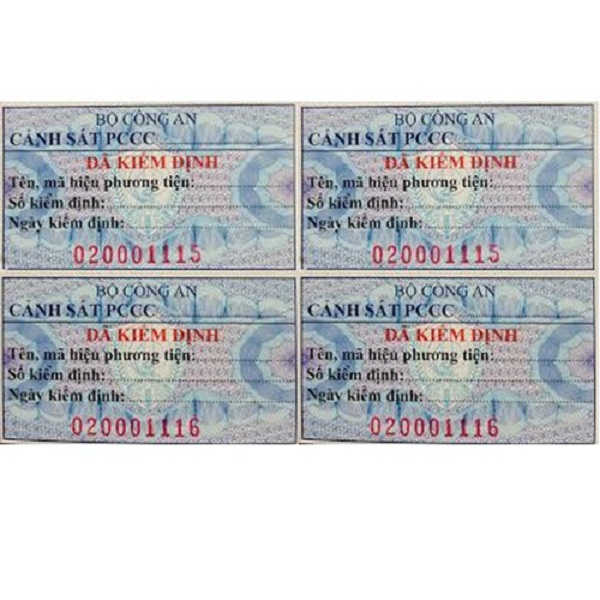 BỘ CÔNG AN
CẢNH SÁT PCCC
ĐÃ KIỂM ĐỊNH
Tên, mã hiệu phương tiện:
Số kiểm định:
Ngày kiểm định:
020001115
BỘ CÔNG AN
CẢNH SÁT PCCC
ĐÃ KIỂM ĐỊNH
Tên, mã hiệu phương tiện:
Số kiểm định:
Ngày kiểm định:
020001115
BỘ CÔNG AN
CẢNH SÁT PCCC
ĐÃ KIỂM ĐỊNH
Tên, mã hiệu phương tiện:
Số kiểm định:
Ngày kiểm định:
020001116
BỘ CÔNG AN
CẢNH SÁT PCCC
ĐÃ KIỂM ĐỊNH
Tên, mã hiệu phương tiện:
Số kiểm định:
Ngày kiểm định:
020001116